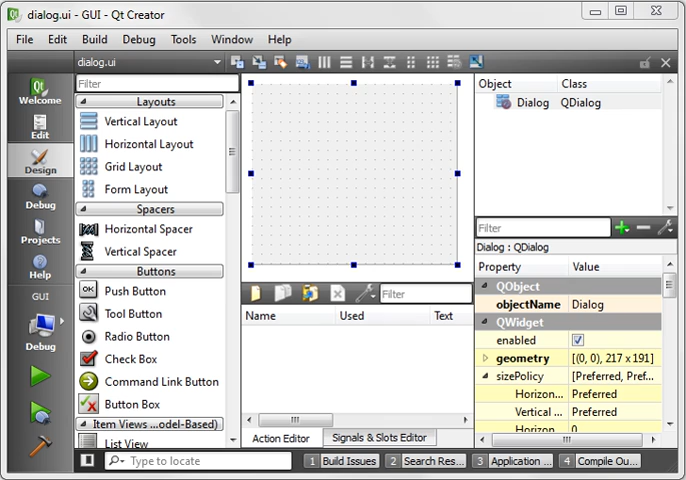 dialog.ui - GUI - Qt Creator
File Edit Build Debug Tools Window Help
dialog.ui
Welcome
Edit
Design
Debug
Projects
Help
GUI
Debug
Filter
Layouts
Vertical Layout
Horizontal Layout
Grid Layout
Form Layout
Spacers
Horizontal Spacer
Vertical Spacer
Buttons
Push Button
OK
Tool Button
Radio Button
Check Box
Command Link Button
Button Box
Item Views (...odel-Based)
List View
Filter
Name Used Text
Action Editor Signals & Slots Editor
Object Class
Dialog QDialog
Filter
Dialog : QDialog
Property Value
QObject
objectName Dialog
QWidget
enabled
geometry [(0, 0), 217 x 191]
sizePolicy [Preferred, Pref...
Horizon... Preferred
Vertical ... Preferred
Horizon... 0
Type to locate
1 Build Issues 2 Search Res... 3 Application ... 4 Compile Ou...